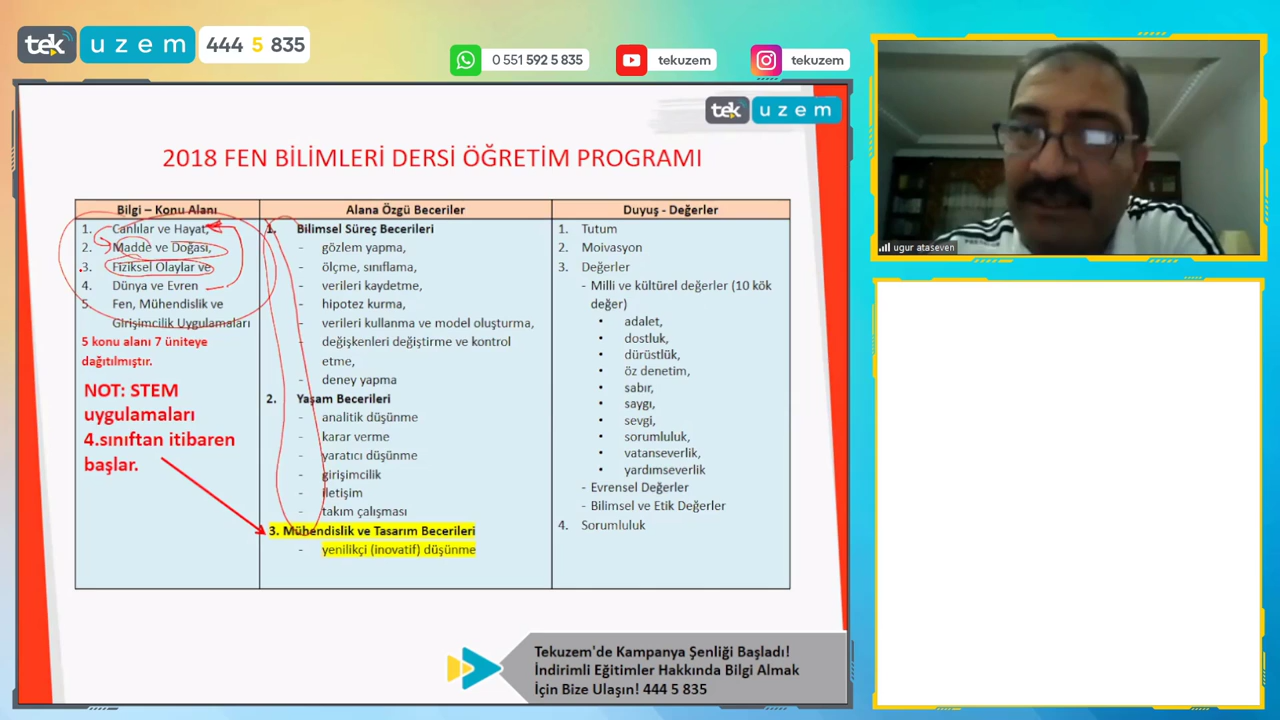 tek uzem 444 5 835
0 551 592 5 835
tekuzem
tekuzem
tek uzem
2018 FEN BİLİMLERİ DERSİ ÖĞRETİM PROGRAMI
Bilgi – Konu Alanı
1. Canlılar ve Hayat,
2. Madde ve Doğası,
3. Fiziksel Olaylar ve
4. Dünya ve Evren
5. Fen, Mühendislik ve
Girişimcilik Uygulamaları
5 konu alanı 7 üniteye
dağıtılmıştır.
NOT: STEM
uygulamaları
4.sınıftan itibaren
başlar.
Alana Özgü Beceriler
1. Bilimsel Süreç Becerileri
- gözlem yapma,
- ölçme, sınıflama,
- verileri kaydetme,
- hipotez kurma,
- verileri kullanma ve model oluşturma,
- değişkenleri değiştirme ve kontrol
etme,
- deney yapma
2. Yaşam Becerileri
- analitik düşünme
- karar verme
- yaratıcı düşünme
- girişimcilik
- iletişim
- takım çalışması
3. Mühendislik ve Tasarım Becerileri
- yenilikçi (inovatif) düşünme
Duyuş - Değerler
1. Tutum
2. Moivasyon
3. Değerler
- Milli ve kültürel değerler (10 kök
değer)
• adalet,
• dostluk,
• dürüstlük,
• öz denetim,
• sabır,
• saygı,
• sevgi,
• sorumluluk,
• vatanseverlik,
• yardımseverlik
- Evrensel Değerler
- Bilimsel ve Etik Değerler
4. Sorumluluk
ugur ataseven
Tekuzem'de Kampanya Şenliği Başladı!
İndirimli Eğitimler Hakkında Bilgi Almak
İçin Bize Ulaşın! 444 5 835